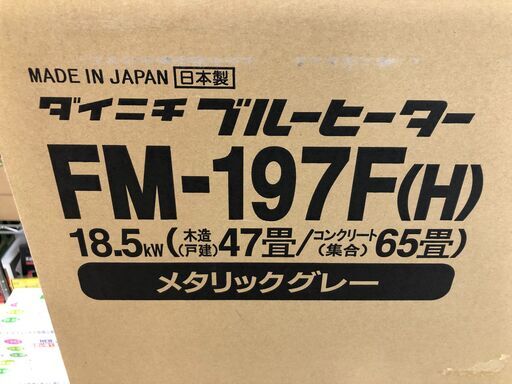 MADE IN JAPAN 日本製
ダイニチ ブルーヒーター
FM-197F(H)
18.5kW(木造(戸建)47畳/コンクリート(集合)65畳)
メタリックグレー